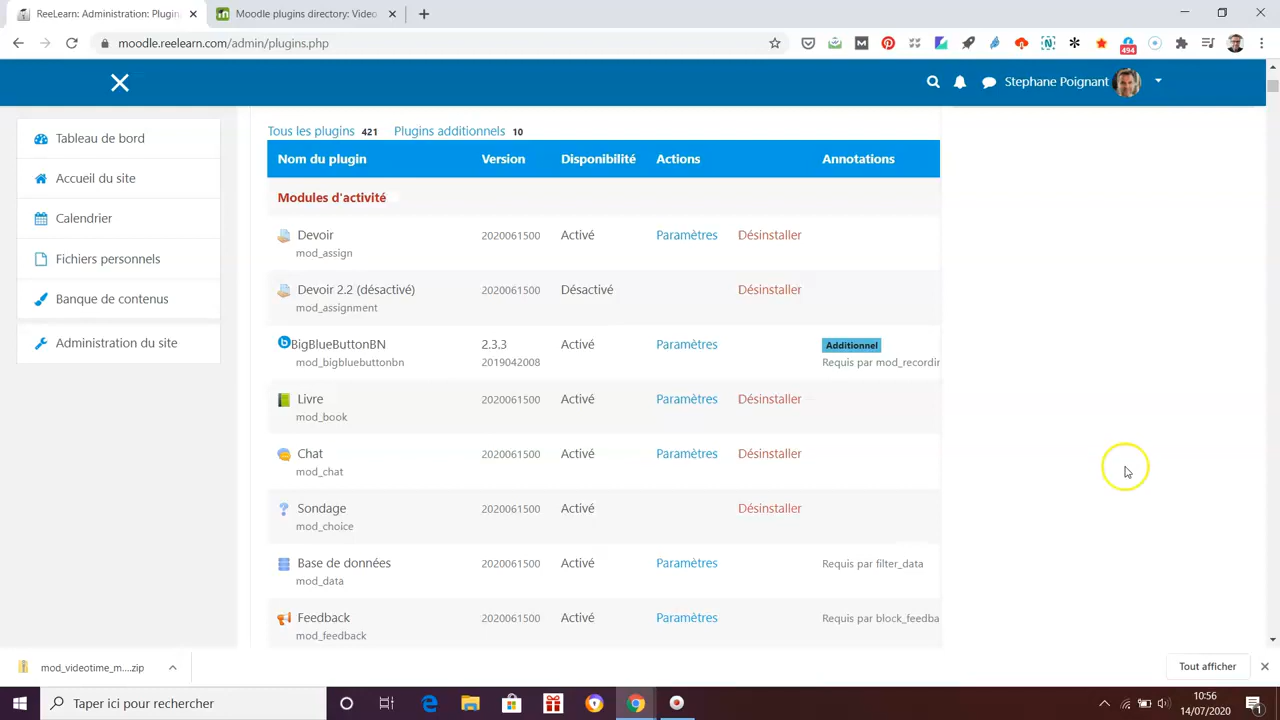 ReeLearn: Administration: Plugin
Moodle plugins directory: Video
moodle.reelearn.com/admin/plugins.php
494
Stephane Poignant
Tableau de bord
Accueil du site
Calendrier
Fichiers personnels
Banque de contenus
Administration du site
Tous les plugins 421 Plugins additionnels 10
Nom du plugin Version Disponibilité Actions Annotations
Modules d'activité
Devoir 2020061500 Activé Paramètres Désinstaller
mod_assign
Devoir 2.2 (désactivé) 2020061500 Désactivé Désinstaller
mod_assignment
BigBlueButtonBN 2.3.3 Activé Paramètres Additionnel
mod_bigbluebuttonbn 2019042008 Requis par mod_recordin
Livre 2020061500 Activé Paramètres Désinstaller
mod_book
Chat 2020061500 Activé Paramètres Désinstaller
mod_chat
Sondage 2020061500 Activé Désinstaller
mod_choice
Base de données 2020061500 Activé Paramètres Requis par filter_data
mod_data
Feedback 2020061500 Activé Paramètres Requis par block_feedba
mod_feedback
mod_videotime_m....zip
Tout afficher
Taper ici pour rechercher
10:56
14/07/2020
1